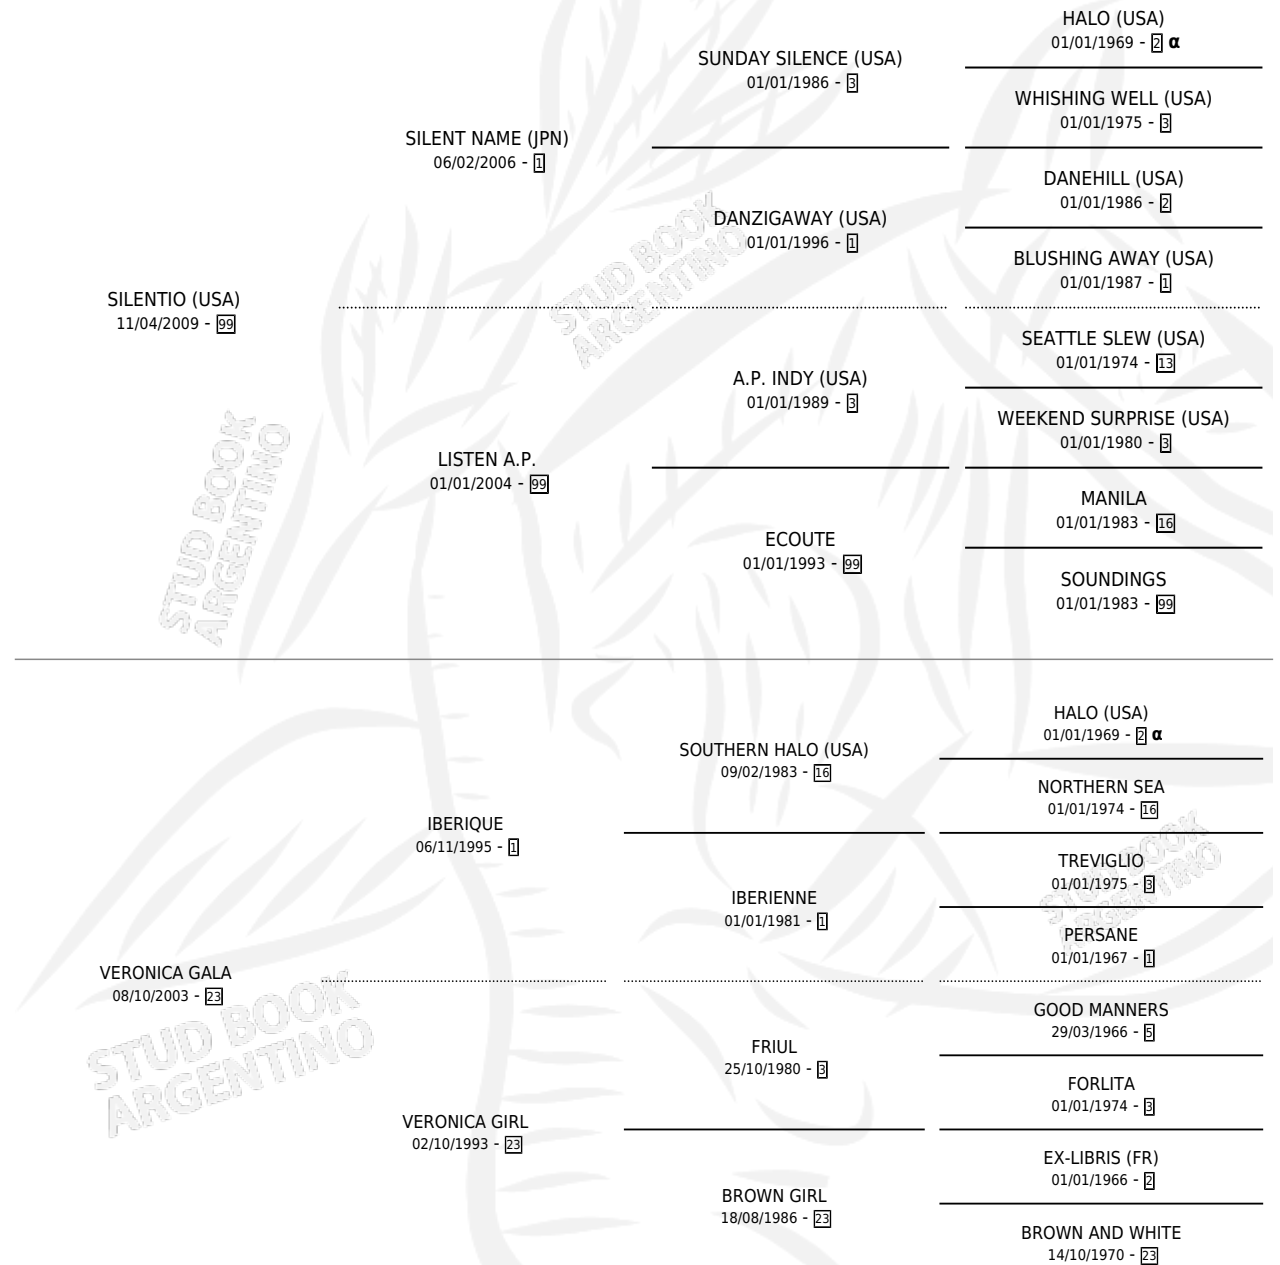 HALO (USA)
01/01/1969 - 2 α
SUNDAY SILENCE (USA)
01/01/1986 - 3
WHISHING WELL (USA)
01/01/1975 - 3
SILENT NAME (JPN)
06/02/2006 - 1
DANEHILL (USA)
01/01/1986 - 2
DANZIGAWAY (USA)
01/01/1996 - 1
BLUSHING AWAY (USA)
01/01/1987 - 1
SILENTIO (USA)
11/04/2009 - 99
SEATTLE SLEW (USA)
01/01/1974 - 13
A.P. INDY (USA)
01/01/1989 - 3
WEEKEND SURPRISE (USA)
01/01/1980 - 3
LISTEN A.P.
01/01/2004 - 99
MANILA
01/01/1983 - 16
ECOUTE
01/01/1993 - 99
SOUNDINGS
01/01/1983 - 99
HALO (USA)
01/01/1969 - 2 α
SOUTHERN HALO (USA)
09/02/1983 - 16
NORTHERN SEA
01/01/1974 - 16
IBERIQUE
06/11/1995 - 1
TREVIGLIO
01/01/1975 - 3
IBERIENNE
01/01/1981 - 1
PERSANE
01/01/1967 - 1
VERONICA GALA
08/10/2003 - 23
GOOD MANNERS
29/03/1966 - 5
FRIUL
25/10/1980 - 3
FORLITA
01/01/1974 - 3
VERONICA GIRL
02/10/1993 - 23
EX-LIBRIS (FR)
01/01/1966 - 2
BROWN GIRL
18/08/1986 - 23
BROWN AND WHITE
14/10/1970 - 23
STUD BOOK
ARGENTINO
STUD BOOK
ARGENTINO
STUD BOOK
ARGENTINO
STUD BOOK
ARGENTINO